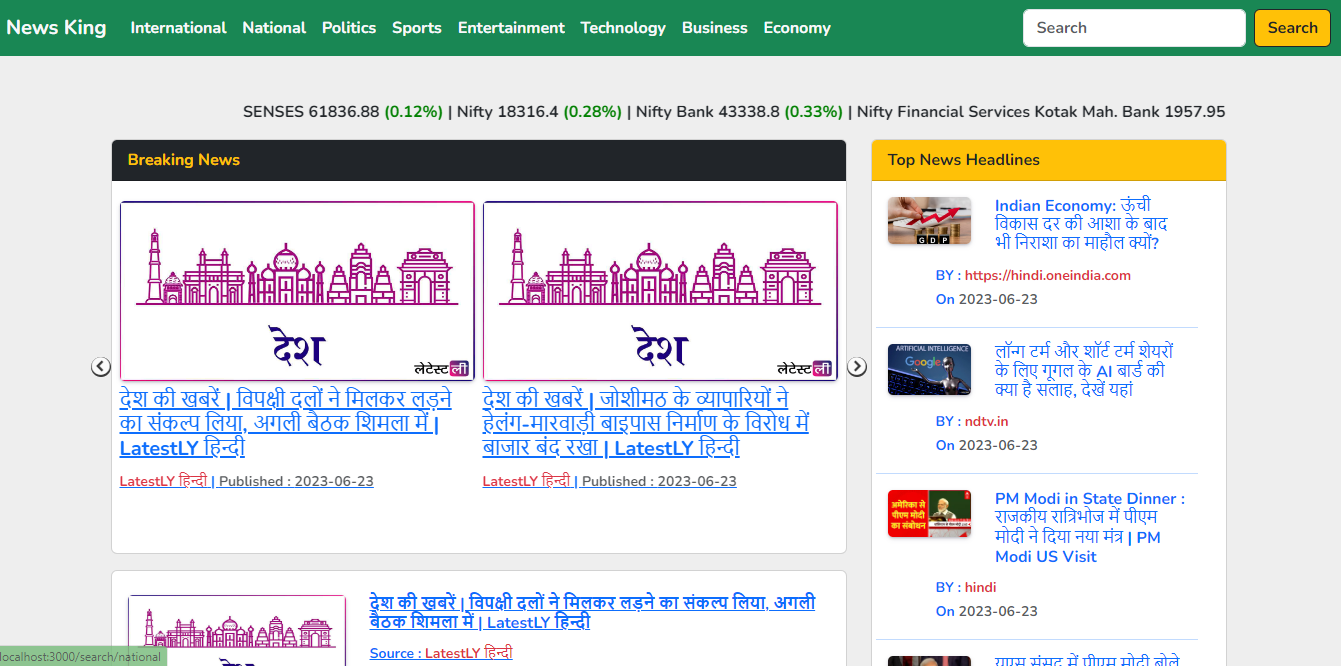 News King International National Politics Sports Entertainment Technology Business Economy Search Search
SENSES 61836.88 (0.12%) | Nifty 18316.4 (0.28%) | Nifty Bank 43338.8 (0.33%) | Nifty Financial Services Kotak Mah. Bank 1957.95
Breaking News
देश
लेटेस्ट ली
देश की खबरें | विपक्षी दलों ने मिलकर लड़ने
का संकल्प लिया, अगली बैठक शिमला में |
LatestLY हिन्दी
LatestLY हिन्दी | Published : 2023-06-23
देश
लेटेस्ट ली
देश की खबरें | जोशीमठ के व्यापारियों ने
हेलंग-मारवाड़ी बाइपास निर्माण के विरोध में
बाजार बंद रखा | LatestLY हिन्दी
LatestLY हिन्दी | Published : 2023-06-23
देश की खबरें | विपक्षी दलों ने मिलकर लड़ने का संकल्प लिया, अगली
बैठक शिमला में | LatestLY हिन्दी
Source : LatestLY हिन्दी
Top News Headlines
GDP
Indian Economy: ऊंची
विकास दर की आशा के बाद
भी निराशा का माहौल क्यों?
BY : https://hindi.oneindia.com
On 2023-06-23
ARTIFICIAL INTELLIGENCE
Google
लॉन्ग टर्म और शॉर्ट टर्म शेयरों
के लिए गूगल के AI बार्ड की
क्या है सलाह, देखें यहां
BY : ndtv.in
On 2023-06-23
अमेरिका से
पीएम मोदी
का संबोधन
PM Modi in State Dinner :
राजकीय रात्रिभोज में पीएम
मोदी ने दिया नया मंत्र | PM
Modi US Visit
BY : hindi
On 2023-06-23
यूएस संसद में पीएम मोदी बोले
localhost:3000/search/national